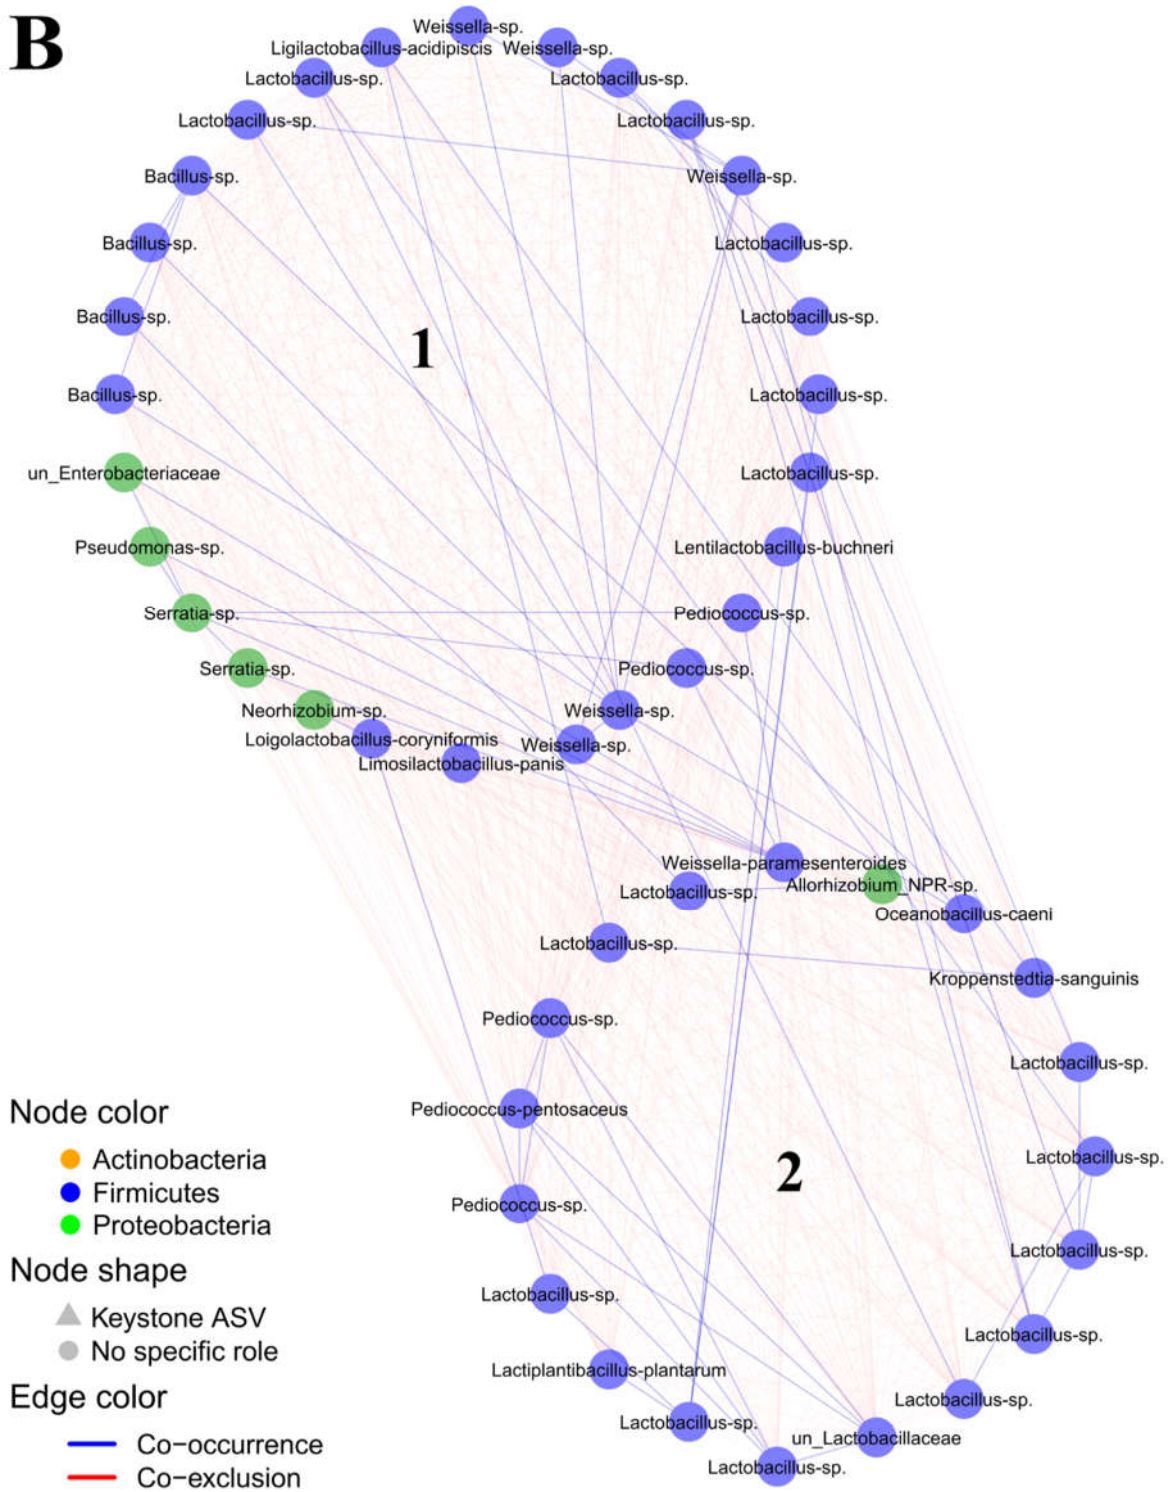 B
Weissella-sp.
Ligilactobacillus-acidipiscis
Weissella-sp.
Lactobacillus-sp.
Lactobacillus-sp.
Lactobacillus-sp.
Lactobacillus-sp.
Bacillus-sp.
Weissella-sp.
Bacillus-sp.
Lactobacillus-sp.
Bacillus-sp.
Lactobacillus-sp.
1
Bacillus-sp.
Lactobacillus-sp.
un_Enterobacteriaceae
Lactobacillus-sp.
Pseudomonas-sp.
Lentilactobacillus-buchneri
Serratia-sp.
Pediococcus-sp.
Serratia-sp.
Pediococcus-sp.
Neorhizobium-sp.
Weissella-sp.
Loigolactobacillus-coryniformis
Weissella-sp.
Limosilactobacillus-panis
Weissella-paramesenteroides
Lactobacillus-sp.
Allorhizobium_NPR-sp.
Oceanobacillus-caeni
Lactobacillus-sp.
Kroppenstedtia-sanguinis
Pediococcus-sp.
Lactobacillus-sp.
Pediococcus-pentosaceus
Lactobacillus-sp.
2
Pediococcus-sp.
Lactobacillus-sp.
Lactobacillus-sp.
Lactobacillus-sp.
Lactiplantibacillus-plantarum
Lactobacillus-sp.
Lactobacillus-sp.
un_Lactobacillaceae
Lactobacillus-sp.
Node color
Actinobacteria
Firmicutes
Proteobacteria
Node shape
Keystone ASV
No specific role
Edge color
Co-occurrence
Co-exclusion